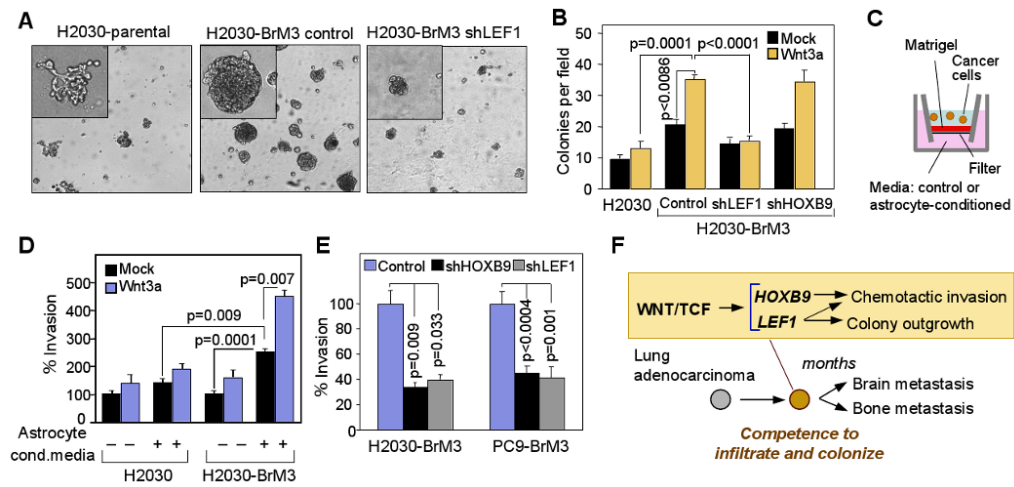 A
H2030-parental
H2030-BrM3 control
H2030-BrM3 shLEF1
B
Colonies per field
50
40
30
20
10
0
p=0.0001
p<0.0001
p<0.0086
Mock
Wnt3a
H2030
Control
shLEF1
shHOXB9
H2030-BrM3
C
Matrigel
Cancer
cells
Filter
Media: control or
astrocyte-conditioned
D
% Invasion
500
400
300
200
100
0
Mock
Wnt3a
p=0.007
p=0.009
p=0.0001
Astrocyte
cond.media
– – + + – – + +
H2030
H2030-BrM3
E
Control
shHOXB9
shLEF1
% Invasion
100
80
60
40
20
0
p=0.009
p=0.033
p<0.0004
p=0.001
H2030-BrM3
PC9-BrM3
F
WNT/TCF
HOXB9
LEF1
Chemotactic invasion
Colony outgrowth
Lung
adenocarcinoma
months
Brain metastasis
Bone metastasis
Competence to
infiltrate and colonize